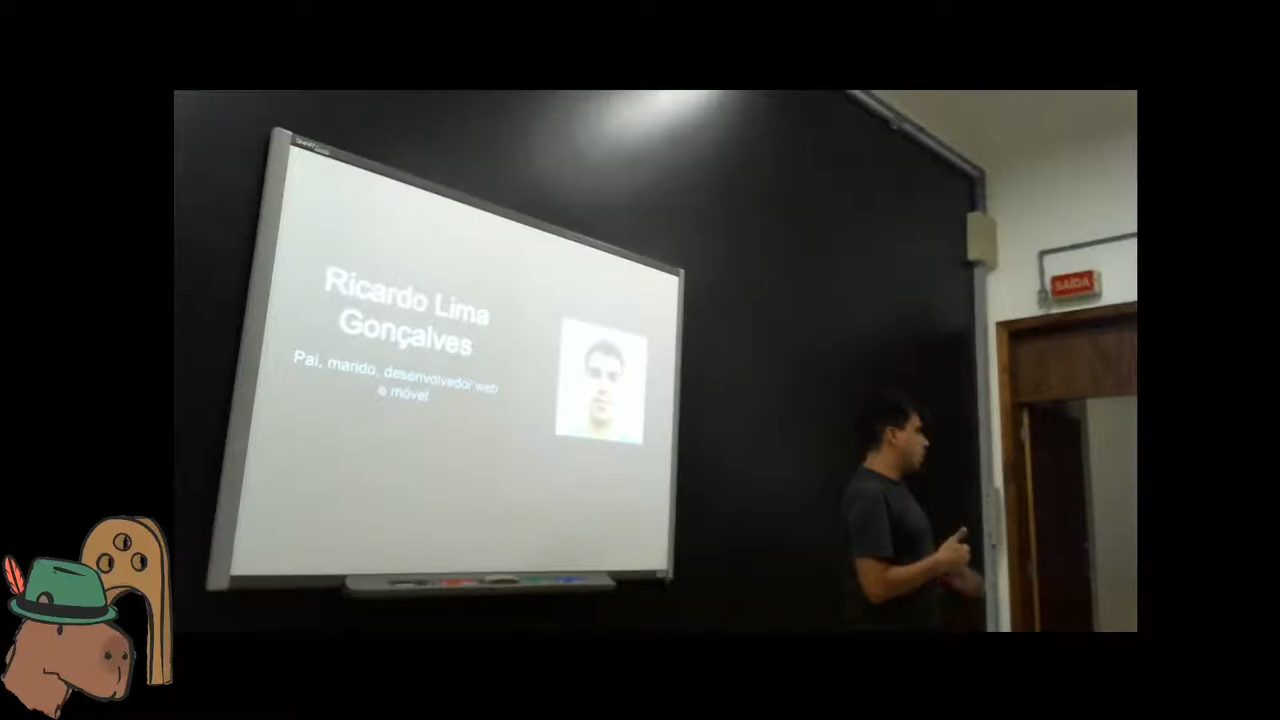 Ricardo Lima
Gonçalves
Pai, marido, desenvolvedor web
e móvel
SAÍDA